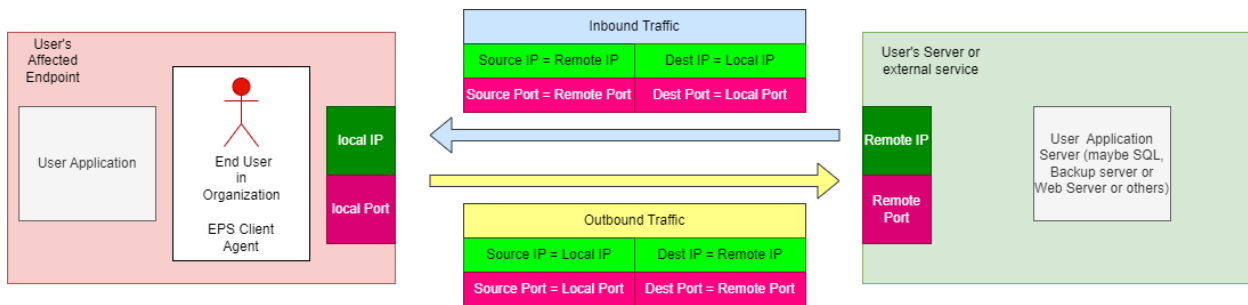 User's
Affected
Endpoint
User Application
End User
in
Organization
EPS Client
Agent
local IP
local Port
Inbound Traffic
Source IP = Remote IP
Dest IP = Local IP
Source Port = Remote Port
Dest Port = Local Port
Outbound Traffic
Source IP = Local IP
Dest IP = Remote IP
Source Port = Local Port
Dest Port = Remote Port
User's Server or
external service
Remote IP
Remote
Port
User Application
Server (maybe SQL,
Backup server or
Web Server or others)